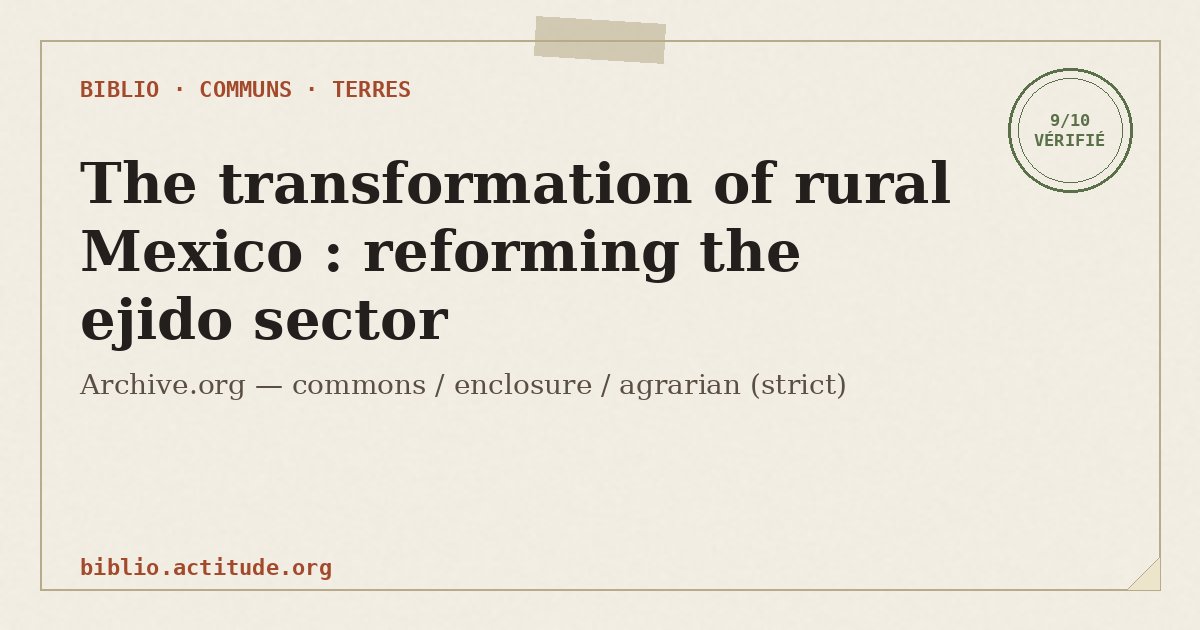 BIBLIO · COMMUNS · TERRES
9/10
VÉRIFIÉ
The transformation of rural
Mexico : reforming the
ejido sector
Archive.org — commons / enclosure / agrarian (strict)
biblio.actitude.org